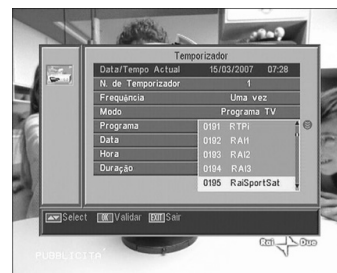 Temporizador
Data/Tempo Actual 15/03/2007 07:28
N. de Temporizador 1
Frequência Uma vez
Modo Programa TV
Programa 0191 RTPi
Data 0192 RAI1
Hora 0193 RAI2
Duração 0194 RAI3
0195 RaiSportSat
Select OK Validar EXIT Sair
Rai Due
PUBBLICITA'